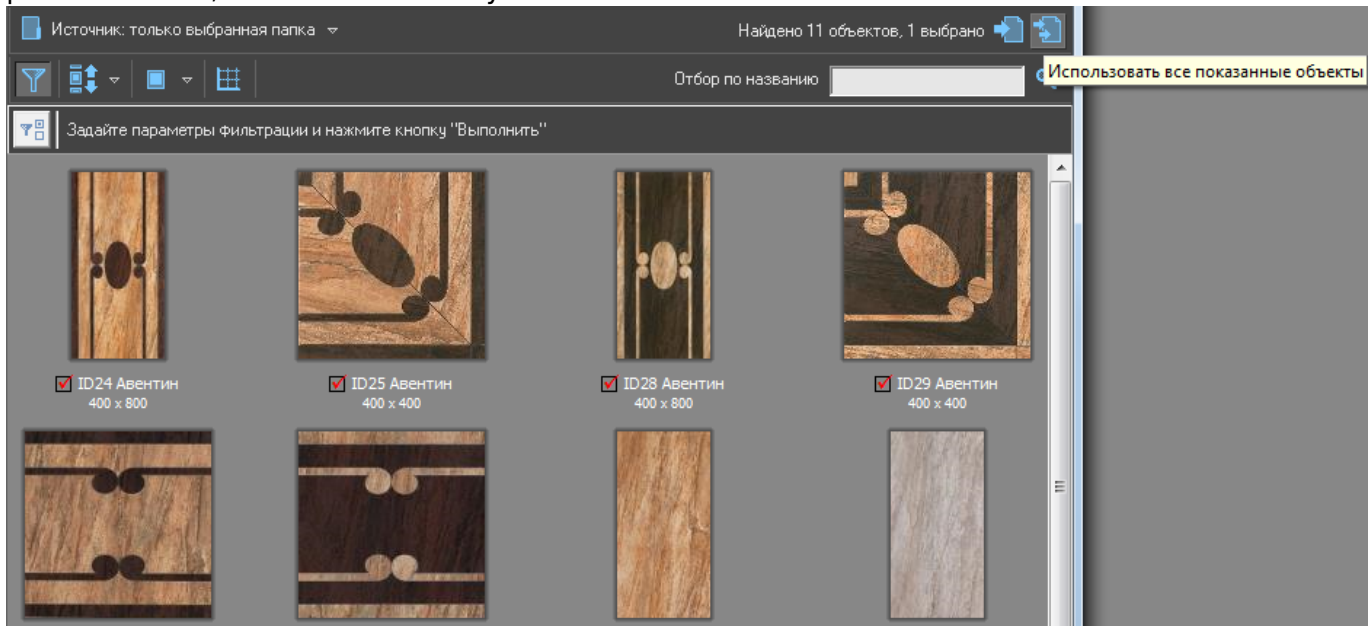 Источник: только выбранная папка
Найдено 11 объектов, 1 выбрано
Отбор по названию
Использовать все показанные объекты
Задайте параметры фильтрации и нажмите кнопку "Выполнить"
ID24 Авентин
400 x 800
ID25 Авентин
400 x 400
ID28 Авентин
400 x 800
ID29 Авентин
400 x 400